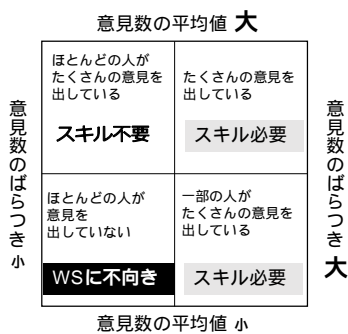 意見数の平均値 大
ほとんどの人が
たくさんの意見を
出している
スキル不要
たくさんの意見を
出している
スキル必要
意見数のばらつき 小
意見数のばらつき 大
ほとんどの人が
意見を
出していない
WSに不向き
一部の人が
たくさんの意見を
出している
スキル必要
意見数の平均値 小